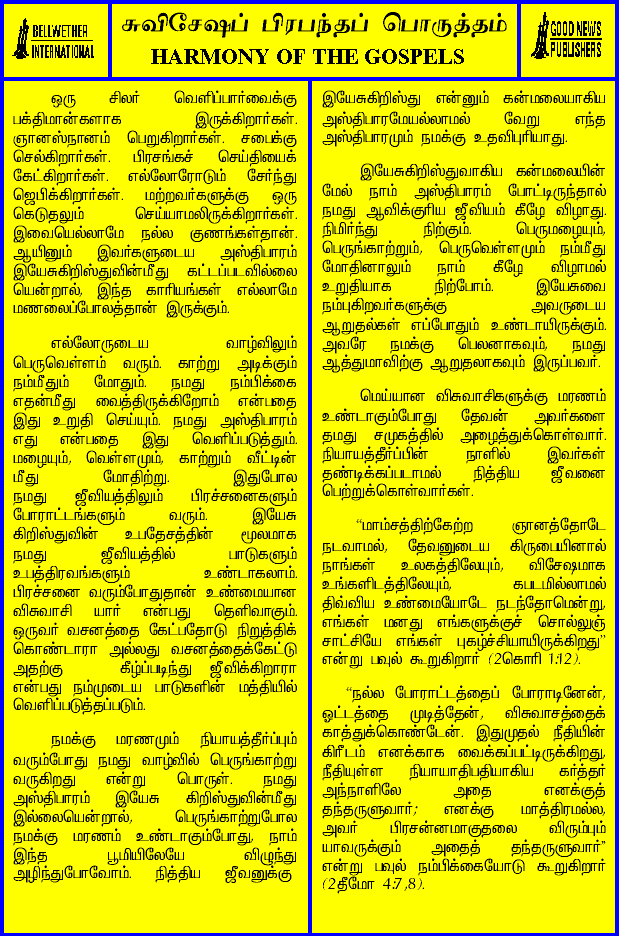 BELLWETHER
INTERNATIONAL
சுவிசேஷப் பிரபந்தப் பொருத்தம்
HARMONY OF THE GOSPELS
GOOD NEWS
PUBLISHERS
ஒரு சிலர் வெளிப்பார்வைக்கு
பக்திமான்களாக இருக்கிறார்கள்.
ஞானஸ்நானம் பெறுகிறார்கள். சபைக்கு
செல்கிறார்கள். பிரசங்கச் செய்தியைக்
கேட்கிறார்கள். எல்லோரோடும் சேர்ந்து
ஜெபிக்கிறார்கள். மற்றவர்களுக்கு ஒரு
கெடுதலும் செய்யாமலிருக்கிறார்கள்.
இவையெல்லாமே நல்ல குணங்கள்தான்.
ஆயினும் இவர்களுடைய அஸ்திபாரம்
இயேசுகிறிஸ்துவின்மீது கட்டப்படவில்லை
யென்றால், இந்த காரியங்கள் எல்லாமே
மணலைப்போலத்தான் இருக்கும்.
எல்லோருடைய வாழ்விலும்
பெருவெள்ளம் வரும். காற்று அடிக்கும்
நம்மீதும் மோதும். நமது நம்பிக்கை
எதன்மீது வைத்திருக்கிறோம் என்பதை
இது உறுதி செய்யும். நமது அஸ்திபாரம்
எது என்பதை இது வெளிப்படுத்தும்.
மழையும், வெள்ளமும், காற்றும் வீட்டின்
மீது மோதிற்று. இதுபோல
நமது ஜீவியத்திலும் பிரச்சனைகளும்
போராட்டங்களும் வரும். இயேசு
கிறிஸ்துவின் உபதேசத்தின் மூலமாக
நமது ஜீவியத்தில் பாடுகளும்
உபத்திரவங்களும் உண்டாகலாம்.
பிரச்சனை வரும்போதுதான் உண்மையான
விசுவாசி யார் என்பது தெளிவாகும்.
ஒருவர் வசனத்தை கேட்பதோடு நிறுத்திக்
கொண்டாரா அல்லது வசனத்தைக்கேட்டு
அதற்கு கீழ்ப்படிந்து ஜீவிக்கிறாரா
என்பது நம்முடைய பாடுகளின் மத்தியில்
வெளிப்படுத்தப்படும்.
நமக்கு மரணமும் நியாயத்தீர்ப்பும்
வரும்போது நமது வாழ்வில் பெருங்காற்று
வருகிறது என்று பொருள். நமது
அஸ்திபாரம் இயேசு கிறிஸ்துவின்மீது
இல்லையென்றால், பெருங்காற்றுபோல
நமக்கு மரணம் உண்டாகும்போது, நாம்
இந்த பூமியிலேயே விழுந்து
அழிந்துபோவோம். நித்திய ஜீவனுக்கு
இயேசுகிறிஸ்து என்னும் கன்மலையாகிய
அஸ்திபாரமேயல்லாமல் வேறு எந்த
அஸ்திபாரமும் நமக்கு உதவிபுரியாது.
இயேசுகிறிஸ்துவாகிய கன்மலையின்
மேல் நாம் அஸ்திபாரம் போட்டிருந்தால்
நமது ஆவிக்குரிய ஜீவியம் கீழே விழாது.
நிமிர்ந்து நிற்கும். பெருமழையும்,
பெருங்காற்றும், பெருவெள்ளமும் நம்மீது
மோதினாலும் நாம் கீழே விழாமல்
உறுதியாக நிற்போம். இயேசுவை
நம்புகிறவர்களுக்கு அவருடைய
ஆறுதல்கள் எப்போதும் உண்டாயிருக்கும்.
அவரே நமக்கு பெலனாகவும், நமது
ஆத்துமாவிற்கு ஆறுதலாகவும் இருப்பவர்.
மெய்யான விசுவாசிகளுக்கு மரணம்
உண்டாகும்போது தேவன் அவர்களை
தமது சமுகத்தில் அழைத்துக்கொள்வார்.
நியாயத்தீர்ப்பின் நாளில் இவர்கள்
தண்டிக்கப்படாமல் நித்திய ஜீவனை
பெற்றுக்கொள்வார்கள்.
“மாம்சத்திற்கேற்ற ஞானத்தோடே
நடவாமல், தேவனுடைய கிருபையினால்
நாங்கள் உலகத்திலேயும், விசேஷமாக
உங்களிடத்திலேயும், கபடமில்லாமல்
திவ்விய உண்மையோடே நடந்தோமென்று,
எங்கள் மனது எங்களுக்குச் சொல்லுஞ்
சாட்சியே எங்கள் புகழ்ச்சியாயிருக்கிறது”
என்று பவுல் கூறுகிறார் (2கொரி 1:12).
“நல்ல போராட்டத்தைப் போராடினேன்,
ஓட்டத்தை முடித்தேன், விசுவாசத்தைக்
காத்துக்கொண்டேன். இதுமுதல் நீதியின்
கிரீடம் எனக்காக வைக்கப்பட்டிருக்கிறது,
நீதியுள்ள நியாயாதிபதியாகிய கர்த்தர்
அந்நாளிலே அதை எனக்குத்
தந்தருளுவார்; எனக்கு மாத்திரமல்ல,
அவர் பிரசன்னமாகுதலை விரும்பும்
யாவருக்கும் அதைத் தந்தருளுவார்”
என்று பவுல் நம்பிக்கையோடு கூறுகிறார்
(2தீமோ 4:7,8).